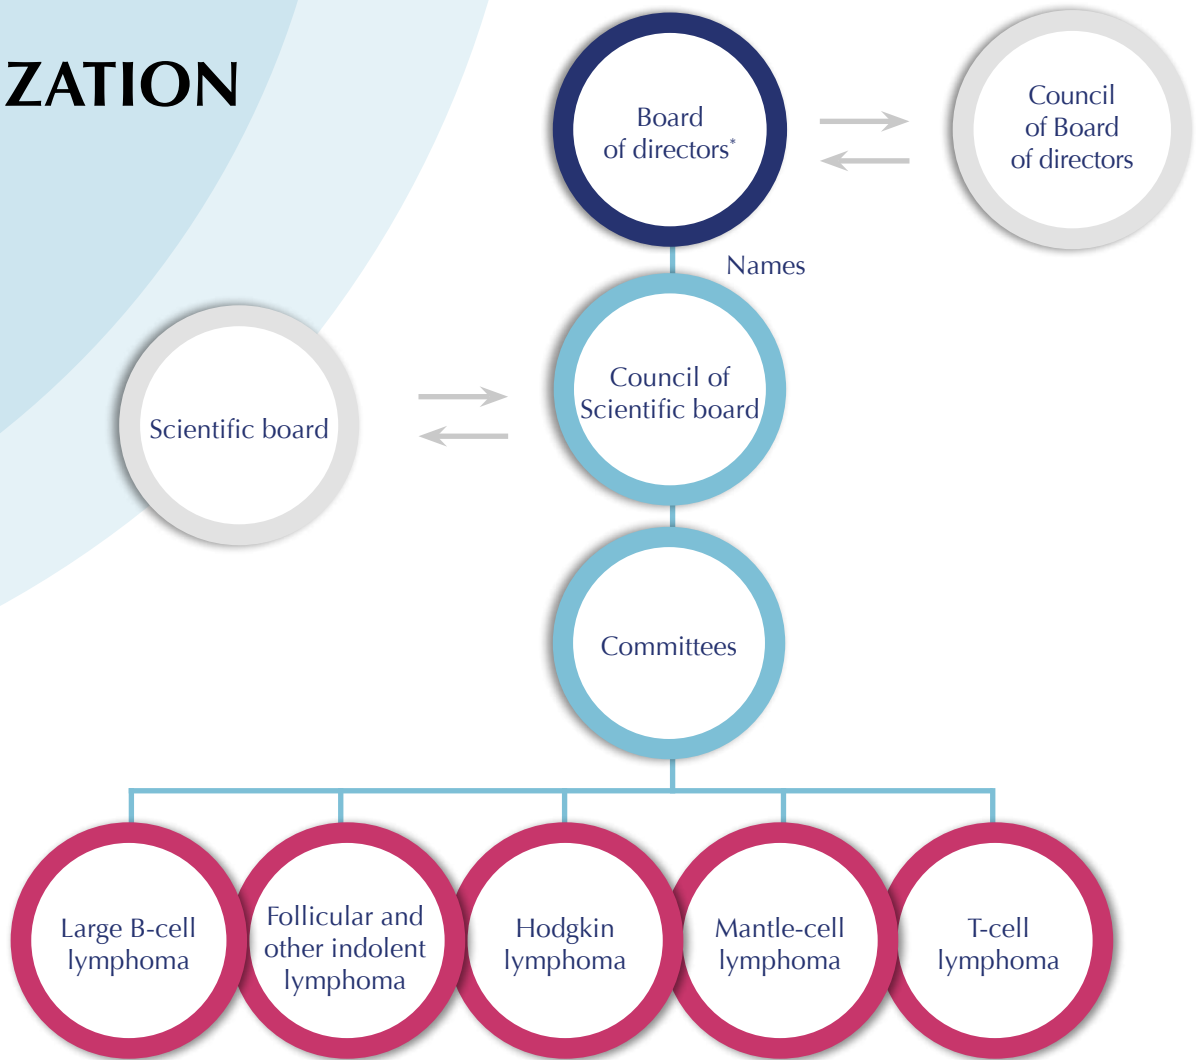 ZATION
Board
of directors*
Council
of Board
of directors
Names
Council of
Scientific board
Scientific board
Committees
Large B-cell
lymphoma
Follicular and
other indolent
lymphoma
Hodgkin
lymphoma
Mantle-cell
lymphoma
T-cell
lymphoma